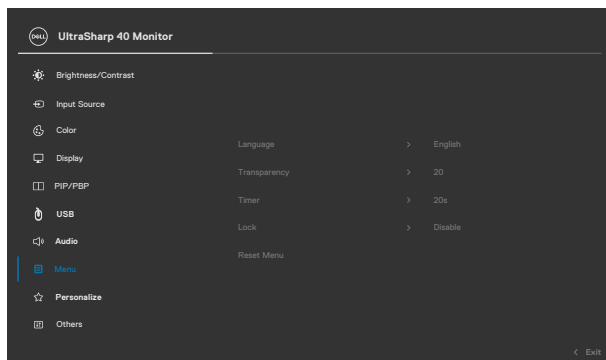 DELL UltraSharp 40 Monitor
Brightness/Contrast
Input Source
Color
Display
PIP/PBP
USB
Audio
Menu
Personalize
Others
Language > English
Transparency > 20
Timer > 20s
Lock > Disable
Reset Menu
< Exit